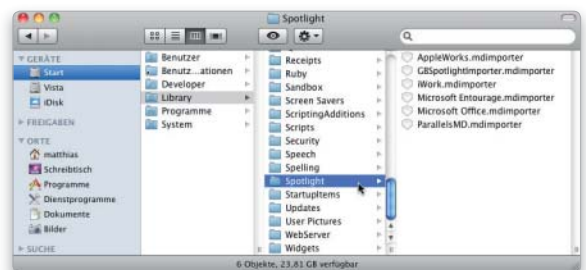 Spotlight
GERÄTE
Start
Vista
iDisk
FREIGABEN
ORTE
matthias
Schreibtisch
Programme
Dienstprogramme
Dokumente
Bilder
SUCHE
Benutzer
Benutz...ationen
Developer
Library
Programme
System
Receipts
Ruby
Sandbox
Screen Savers
ScriptingAdditions
Scripts
Security
Speech
Spelling
Spotlight
StartupItems
Updates
User Pictures
WebServer
Widgets
AppleWorks.mdimporter
GBSpotlightImporter.mdimporter
iWork.mdimporter
Microsoft Entourage.mdimporter
Microsoft Office.mdimporter
ParallelsMD.mdimporter
6 Objekte, 23,81 GB verfügbar